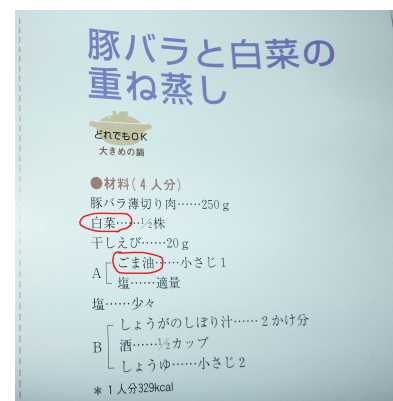 豚バラと白菜の
重ね蒸し
どれでもOK
大きめの鍋
●材料(4人分)
豚バラ薄切り肉……250g
白菜……½株
干しえび……20g
A ごま油……小さじ1
塩……適量
塩……少々
B しょうがのしぼり汁……2かけ分
酒……½カップ
しょうゆ……小さじ2
＊1人分329kcal